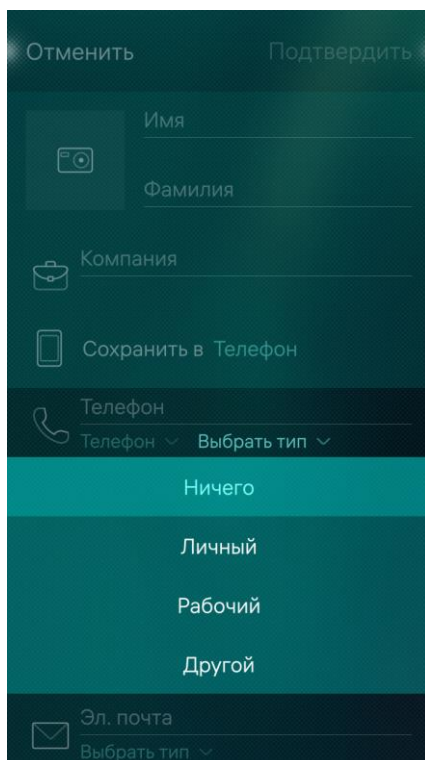 Отменить Подтвердить
Имя
Фамилия
Компания
Сохранить в Телефон
Телефон
Телефон Выбрать тип
Ничего
Личный
Рабочий
Другой
Эл. почта
Выбрать тип